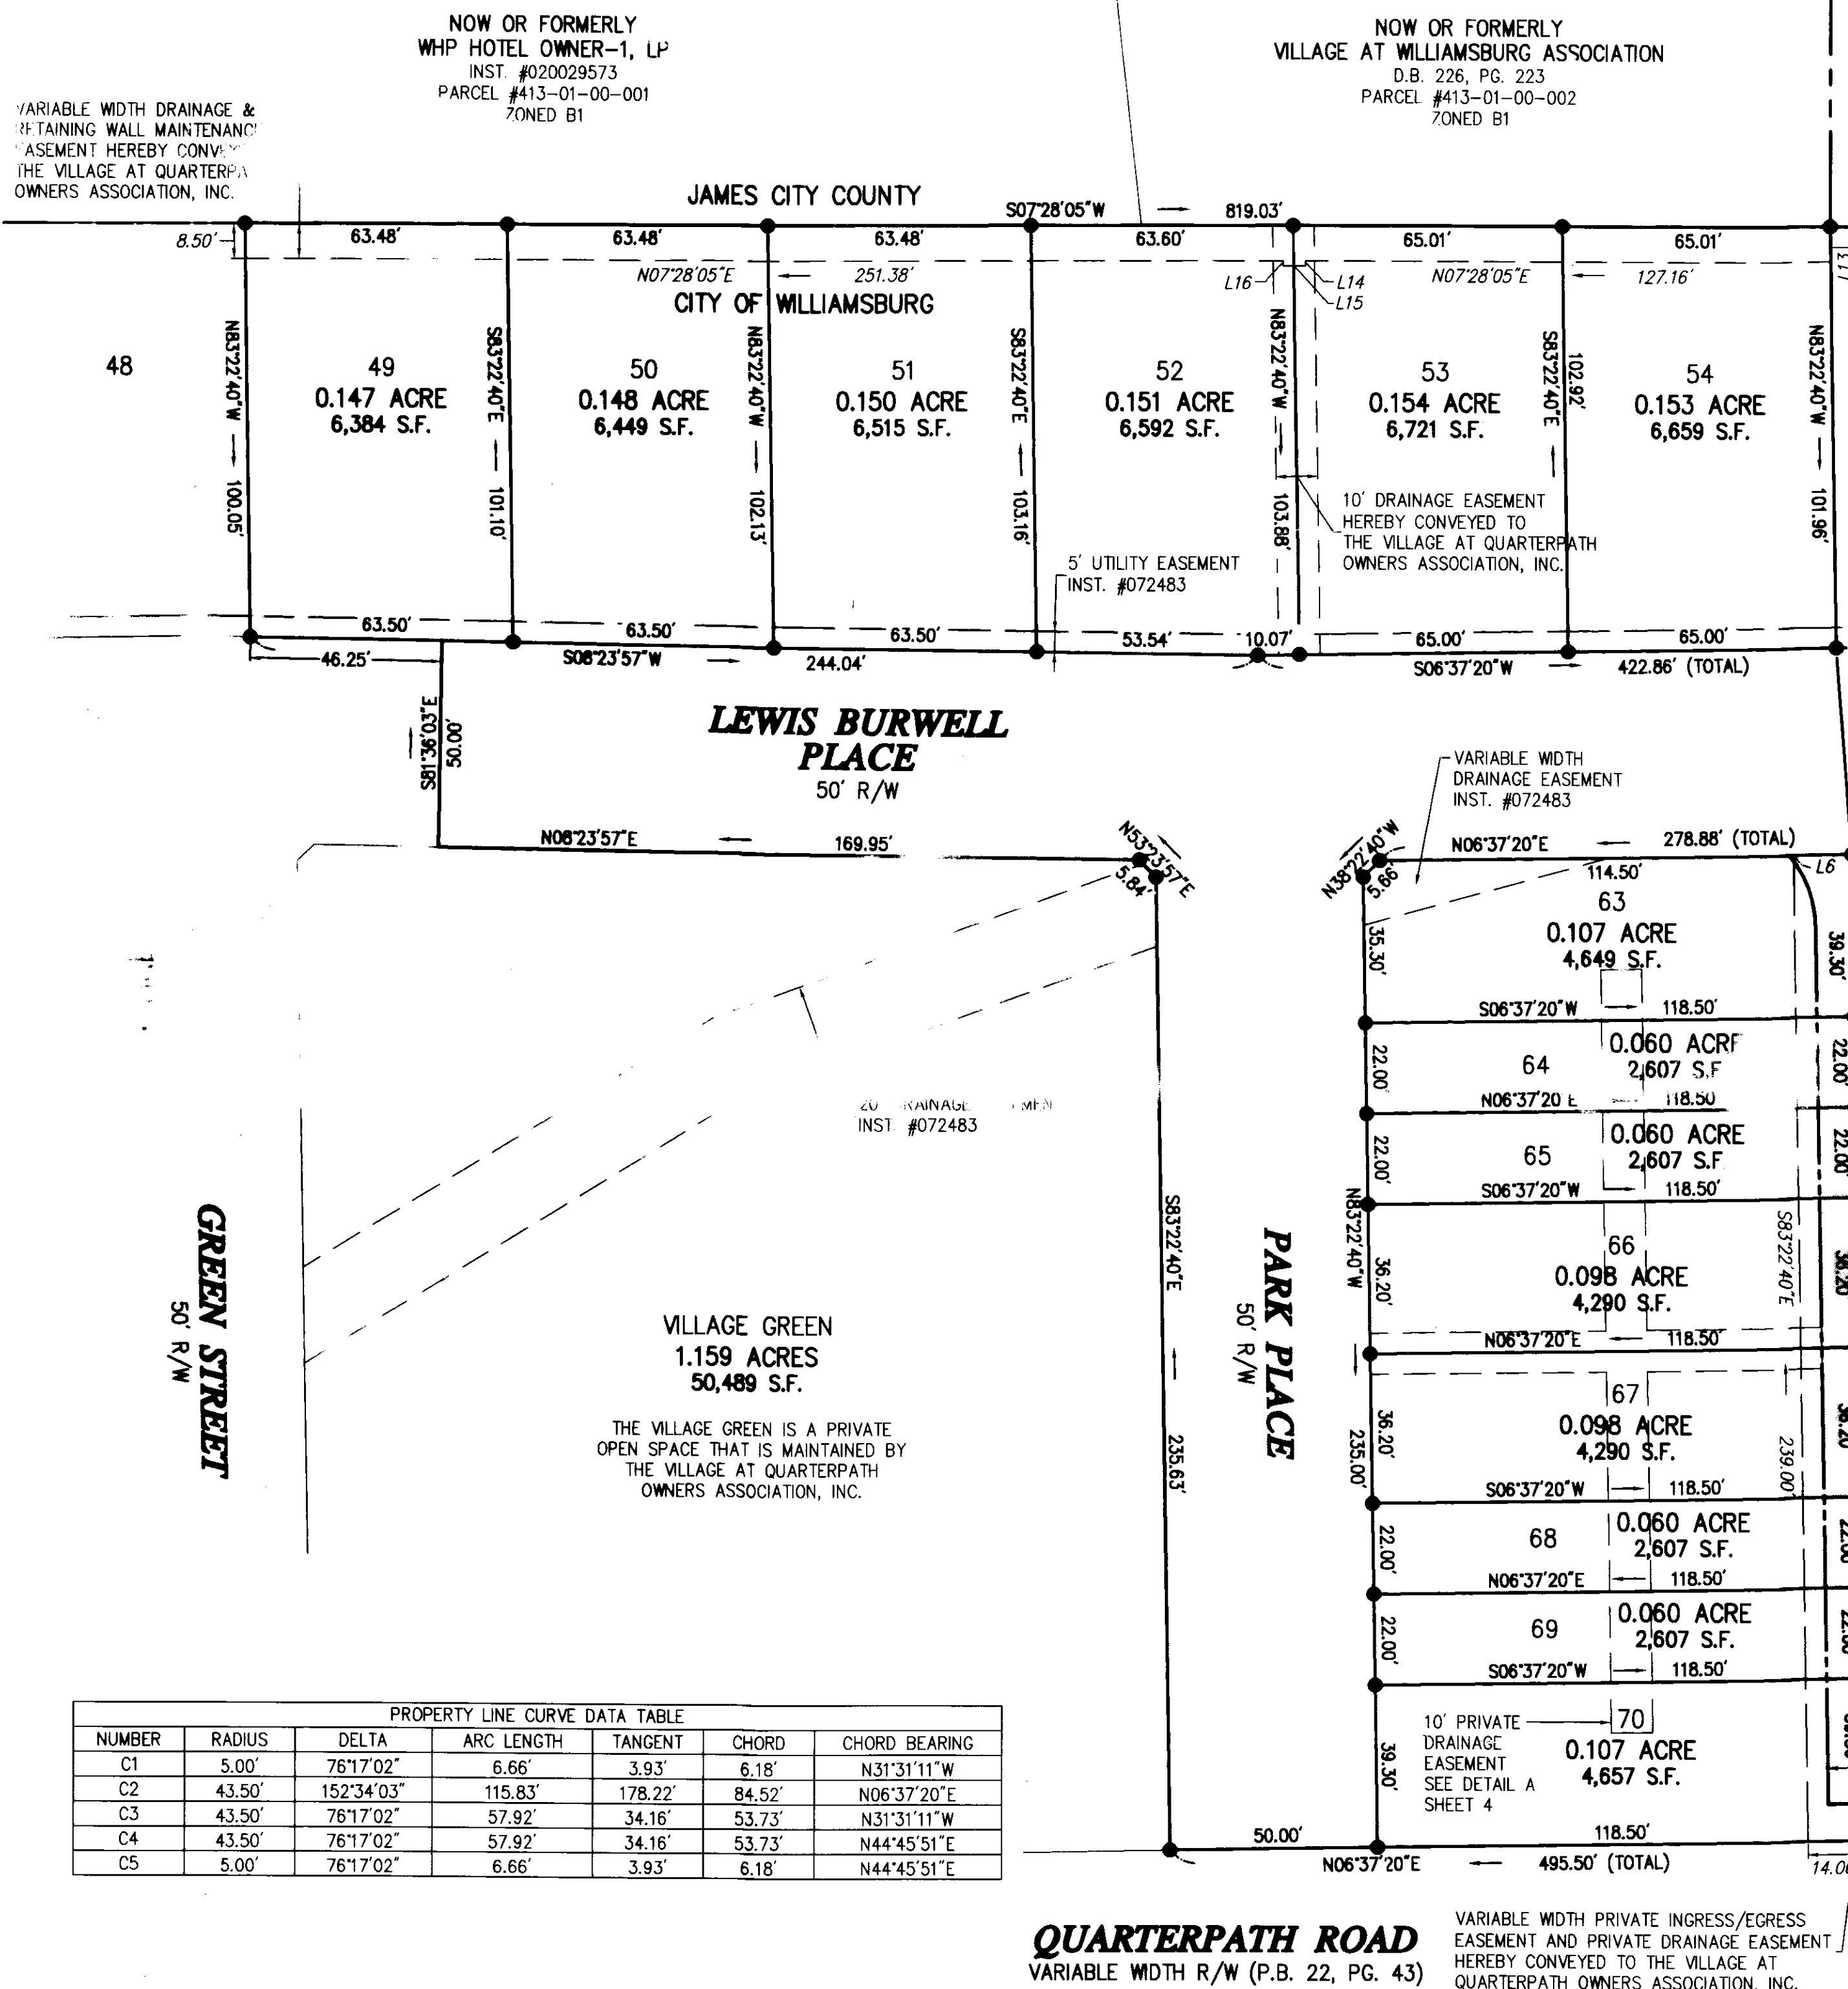 NOW OR FORMERLY
WHP HOTEL OWNER-1, LP
INST. #020029573
PARCEL #413-01-00-001
ZONED B1
NOW OR FORMERLY
VILLAGE AT WILLIAMSBURG ASSOCIATION
D.B. 226, PG. 223
PARCEL #413-01-00-002
ZONED B1
VARIABLE WIDTH DRAINAGE &
RETAINING WALL
THE VILLAGE AT
OWNERS ASSOCIATION, INC.
JAMES CITY COUNTY
S07°28'05"W 819.03'
8.50'
63.48'
63.48'
63.48'
63.60'
65.01'
65.01'
N07°28'05"E 251.38'
L16
L14
L15
N07°28'05"E 127.16'
CITY OF WILLIAMSBURG
48
N83°22'40"W 100.05'
49
0.147 ACRE
6,384 S.F.
S83°22'40"E 101.10'
50
0.148 ACRE
6,449 S.F.
N83°22'40"W 102.13'
51
0.150 ACRE
6,515 S.F.
S83°22'40"E 103.16'
52
0.151 ACRE
6,592 S.F.
N83°22'40"W 103.88'
53
0.154 ACRE
6,721 S.F.
S83°22'40"E 102.92'
54
0.153 ACRE
6,659 S.F.
N83°22'40"W 101.96'
10' DRAINAGE EASEMENT
HEREBY CONVEYED TO
THE VILLAGE AT QUARTERPATH
OWNERS ASSOCIATION, INC.
5' UTILITY EASEMENT
INST. #072483
63.50'
63.50'
63.50'
53.54'
10.07'
65.00'
65.00'
46.25'
S08°23'57"W 244.04'
S06°37'20"W 422.86' (TOTAL)
S81°36'03"E
50.00'
LEWIS BURWELL
PLACE
50' R/W
VARIABLE WIDTH
DRAINAGE EASEMENT
INST. #072483
N08°23'57"E 169.95'
N53°23'57"E
5.84'
N38°22'40"W
5.66'
N06°37'20"E 278.88' (TOTAL)
114.50'
L6
35.30'
63
0.107 ACRE
4,649 S.F.
39.30'
S06°37'20"W 118.50'
22.00'
64
2,607 S.F
22.00'
118.50
22.00'
65
0.060 ACRE
2,607 S.F
22.00'
S06°37'20"W 118.50'
INST #072483
S83°22'40"E
235.63'
N83°22'40"W
235.00'
36.20'
66
0.098 ACRE
4,290 S.F.
S83°22'40"E
239.00'
36.20
N06°37'20"E 118.50'
36.20'
67
0.098 ACRE
4,290 S.F.
S06°37'20"W 118.50'
22.00'
68
0.060 ACRE
2,607 S.F.
N06°37'20"E 118.50'
22.00'
69
0.060 ACRE
2,607 S.F.
S06°37'20"W 118.50'
39.30'
70
0.107 ACRE
4,657 S.F.
10' PRIVATE
DRAINAGE
EASEMENT
SEE DETAIL A
SHEET 4
GREEN STREET
50' R/W
PARK PLACE
50' R/W
VILLAGE GREEN
1.159 ACRES
50,489 S.F.
THE VILLAGE GREEN IS A PRIVATE
OPEN SPACE THAT IS MAINTAINED BY
THE VILLAGE AT QUARTERPATH
OWNERS ASSOCIATION, INC.
PROPERTY LINE CURVE DATA TABLE
NUMBER RADIUS DELTA ARC LENGTH TANGENT CHORD CHORD BEARING
C1 5.00' 76°17'02" 6.66' 3.93' 6.18' N31°31'11"W
C2 43.50' 152°34'03" 115.83' 178.22' 84.52' N06°37'20"E
C3 43.50' 76°17'02" 57.92' 34.16' 53.73' N31°31'11"W
C4 43.50' 76°17'02" 57.92' 34.16' 53.73' N44°45'51"E
C5 5.00' 76°17'02" 6.66' 3.93' 6.18' N44°45'51"E
50.00'
118.50'
N06°37'20"E 495.50' (TOTAL)
QUARTERPATH ROAD
VARIABLE WIDTH R/W (P.B. 22, PG. 43)
VARIABLE WIDTH PRIVATE INGRESS/EGRESS
EASEMENT AND PRIVATE DRAINAGE EASEMENT
HEREBY CONVEYED TO THE VILLAGE AT
QUARTERPATH OWNERS ASSOCIATION, INC.